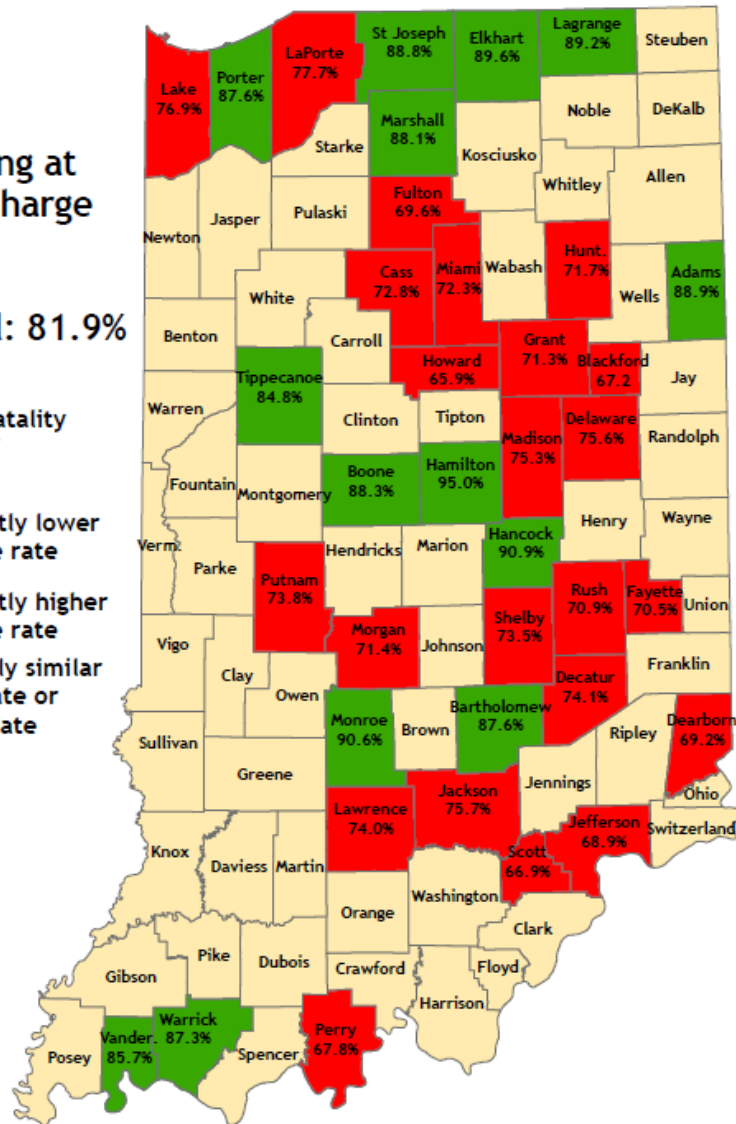 ng at
harge
l: 81.9%
atality
tly lower
e rate
tly higher
e rate
ly similar
ate or
ate
St Joseph
88.8%
Elkhart
89.6%
Lagrange
89.2%
Steuben
LaPorte
77.7%
Lake
76.9%
Porter
87.6%
Noble
DeKalb
Marshall
88.1%
Starke
Kosciusko
Whitley
Allen
Fulton
69.6%
Pulaski
Jasper
Newton
Cass
72.8%
Miami
72.3%
Wabash
Hunt.
71.7%
Wells
Adams
88.9%
White
Benton
Carroll
Grant
71.3%
Howard
65.9%
Blackford
67.2
Jay
Tippecanoe
84.8%
Warren
Clinton
Tipton
Madison
75.3%
Delaware
75.6%
Randolph
Fountain
Montgomery
Boone
88.3%
Hamilton
95.0%
Henry
Wayne
Verm.
Parke
Hendricks
Marion
Hancock
90.9%
Putnam
73.8%
Rush
70.9%
Fayette
70.5%
Union
Vigo
Clay
Morgan
71.4%
Johnson
Shelby
73.5%
Franklin
Owen
Decatur
74.1%
Sullivan
Monroe
90.6%
Brown
Bartholomew
87.6%
Ripley
Dearborn
69.2%
Greene
Jennings
Ohio
Lawrence
74.0%
Jackson
75.7%
Jefferson
68.9%
Switzerland
Knox
Daviess
Martin
Scott
66.9%
Orange
Washington
Clark
Gibson
Pike
Dubois
Crawford
Floyd
Harrison
Posey
Vander.
85.7%
Warrick
87.3%
Spencer
Perry
67.8%